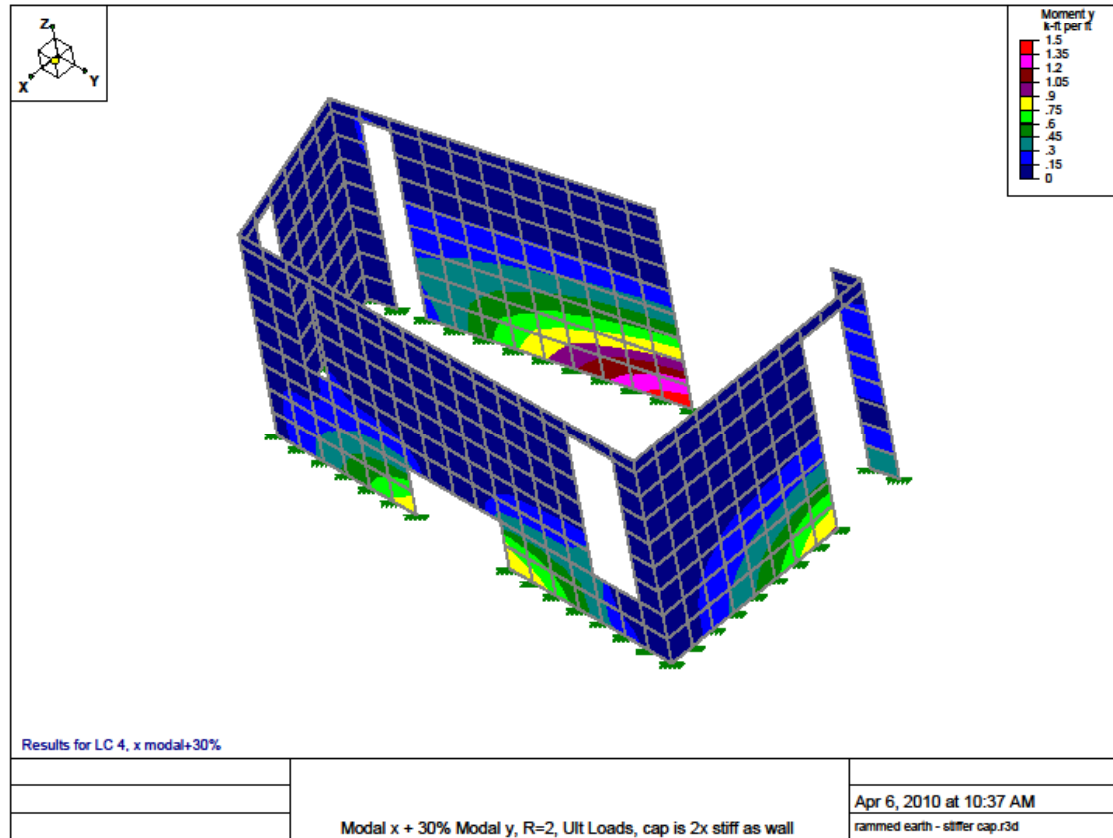 Z
X
Y
Moment y
k-ft per ft
1.5
1.35
1.2
1.05
.9
.75
.6
.45
.3
.15
0
Results for LC 4, x modal+30%
Modal x + 30% Modal y, R=2, Ult Loads, cap is 2x stiff as wall
Apr 6, 2010 at 10:37 AM
rammed earth - stiffer cap.r3d